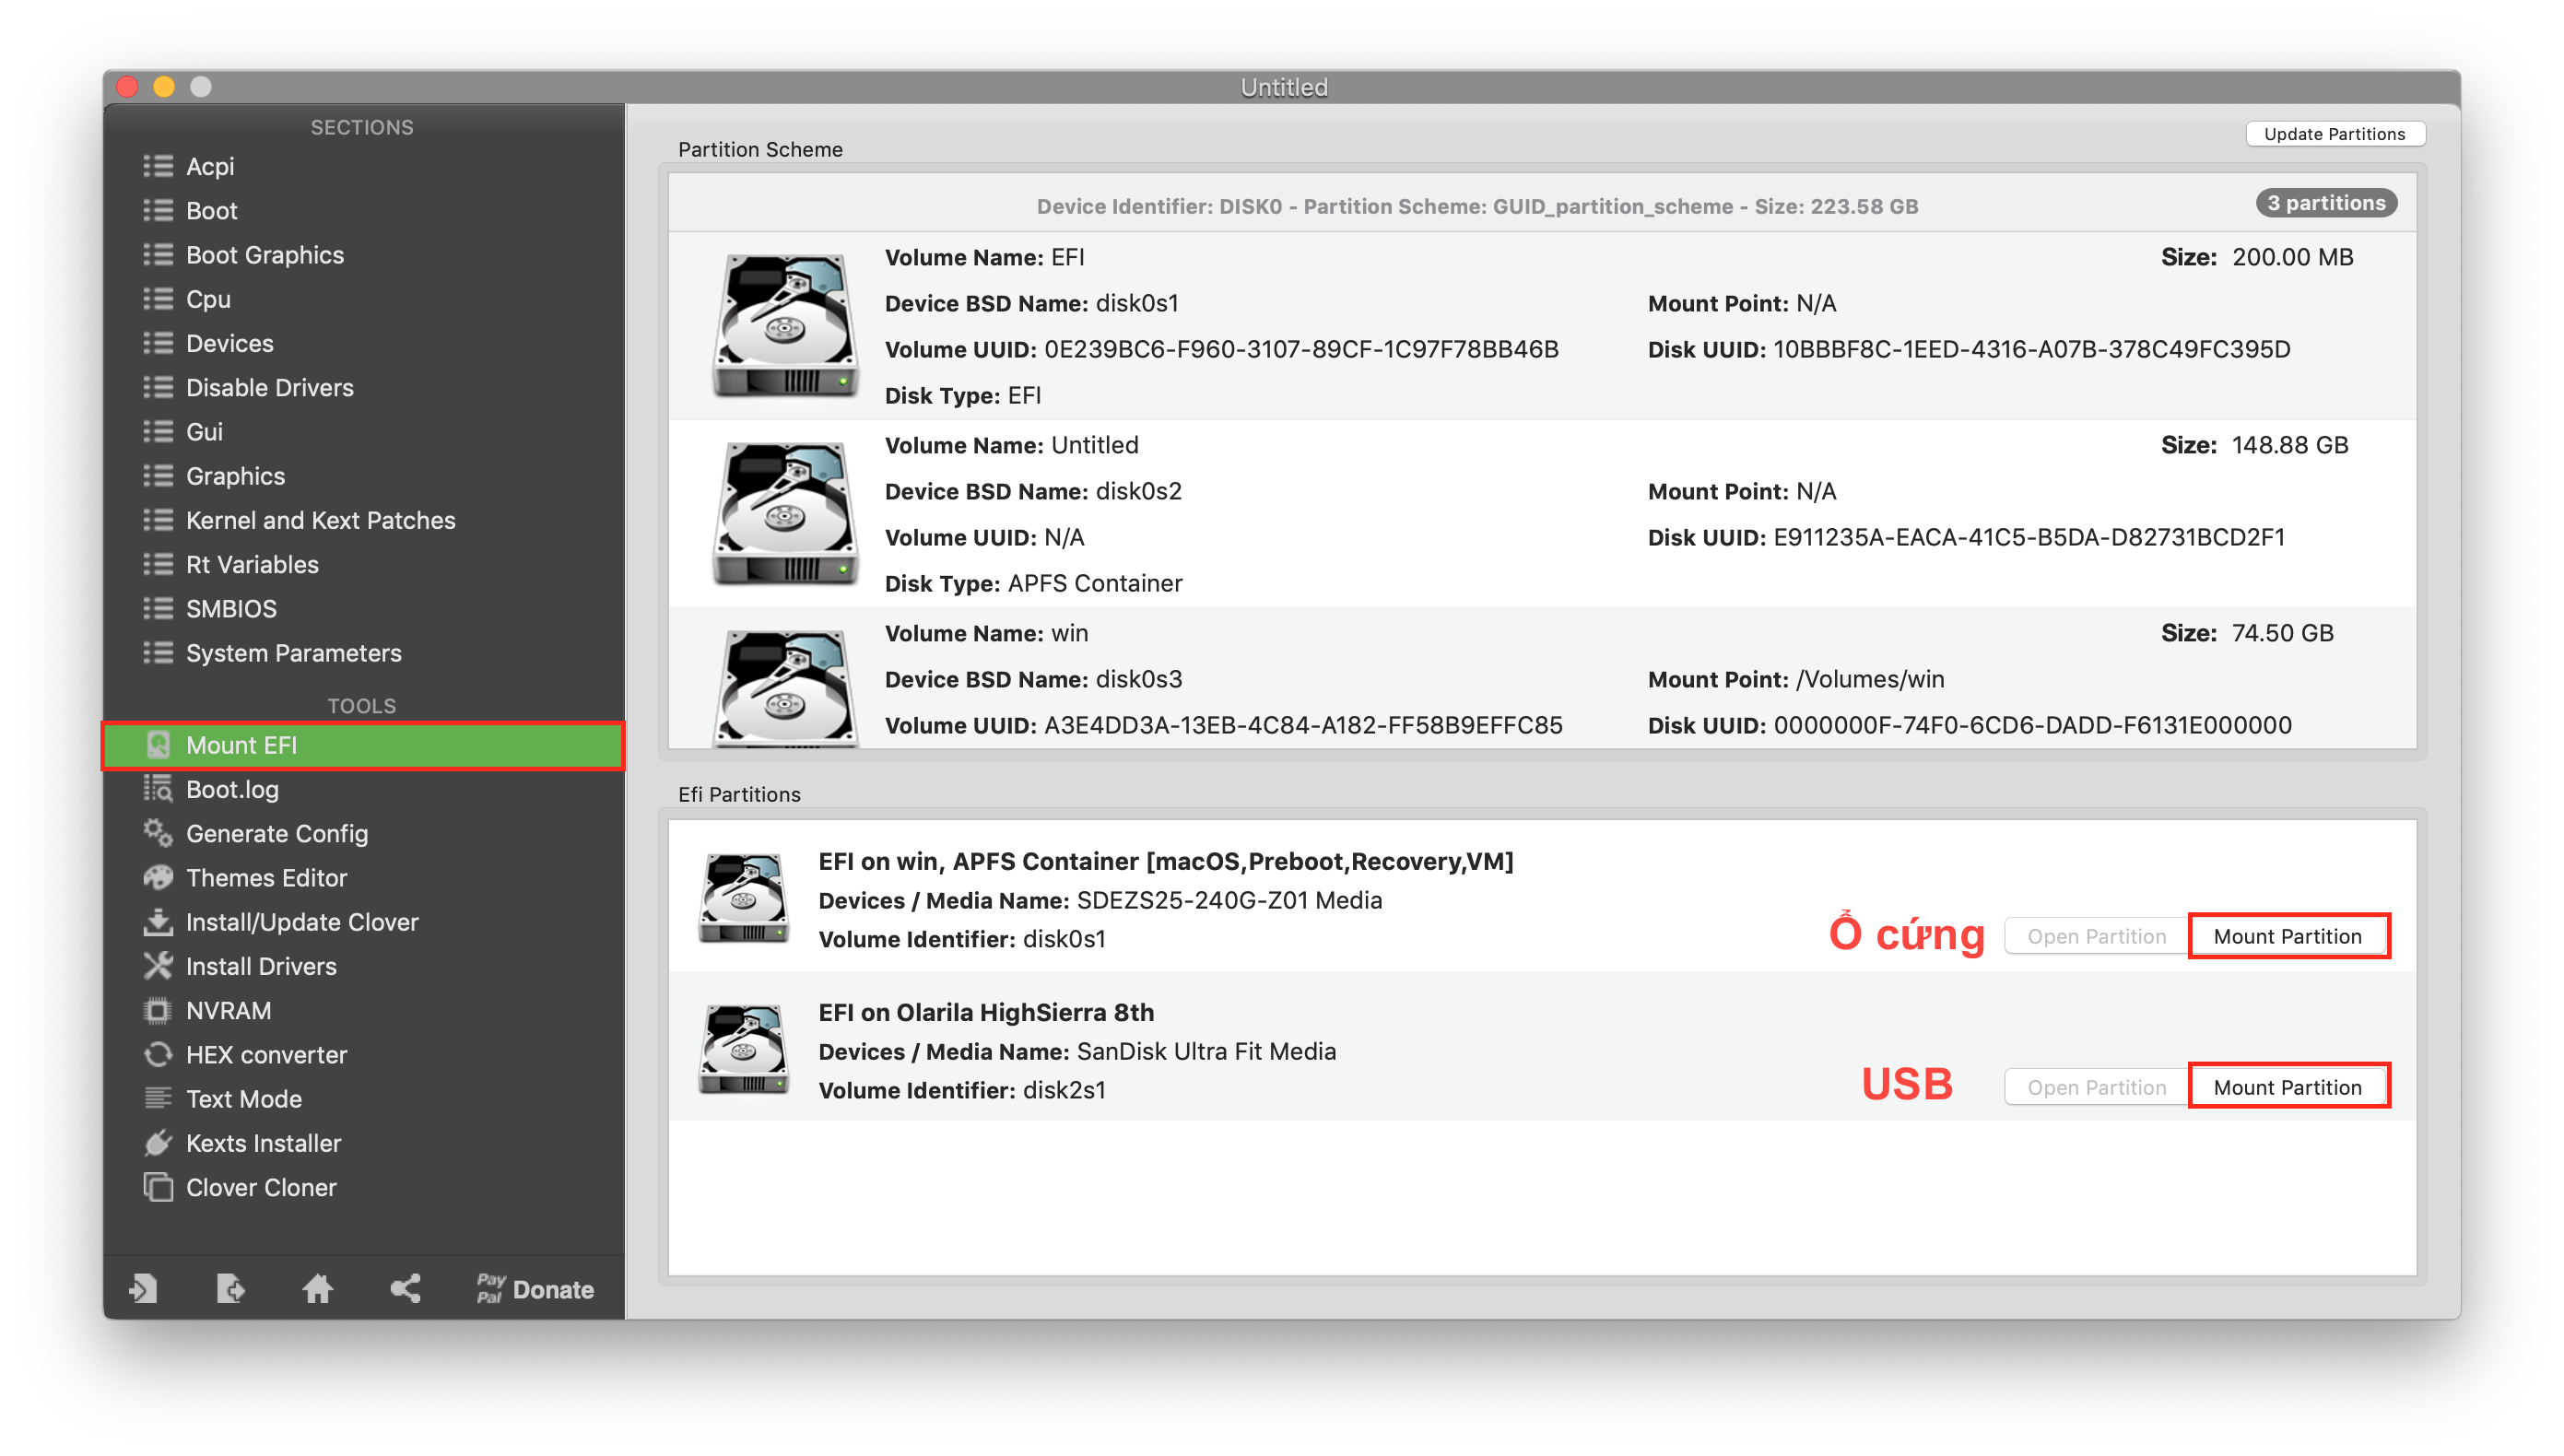 Untitled
SECTIONS
Acpi
Boot
Boot Graphics
Cpu
Devices
Disable Drivers
Gui
Graphics
Kernel and Kext Patches
Rt Variables
SMBIOS
System Parameters
TOOLS
Mount EFI
Boot.log
Generate Config
Themes Editor
Install/Update Clover
Install Drivers
NVRAM
HEX converter
Text Mode
Kexts Installer
Clover Cloner
Pay Pal Donate
Update Partitions
Partition Scheme
Device Identifier: DISK0 - Partition Scheme: GUID_partition_scheme - Size: 223.58 GB
3 partitions
Volume Name: EFI
Size: 200.00 MB
Device BSD Name: disk0s1
Mount Point: N/A
Volume UUID: 0E239BC6-F960-3107-89CF-1C97F78BB46B
Disk UUID: 10BBBF8C-1EED-4316-A07B-378C49FC395D
Disk Type: EFI
Volume Name: Untitled
Size: 148.88 GB
Device BSD Name: disk0s2
Mount Point: N/A
Volume UUID: N/A
Disk UUID: E911235A-EACA-41C5-B5DA-D82731BCD2F1
Disk Type: APFS Container
Volume Name: win
Size: 74.50 GB
Device BSD Name: disk0s3
Mount Point: /Volumes/win
Volume UUID: A3E4DD3A-13EB-4C84-A182-FF58B9EFFC85
Disk UUID: 0000000F-74F0-6CD6-DADD-F6131E000000
Efi Partitions
EFI on win, APFS Container [macOS,Preboot,Recovery,VM]
Devices / Media Name: SDEZS25-240G-Z01 Media
Volume Identifier: disk0s1
Ổ cứng
Open Partition
Mount Partition
EFI on Olarila HighSierra 8th
Devices / Media Name: SanDisk Ultra Fit Media
Volume Identifier: disk2s1
USB
Open Partition
Mount Partition